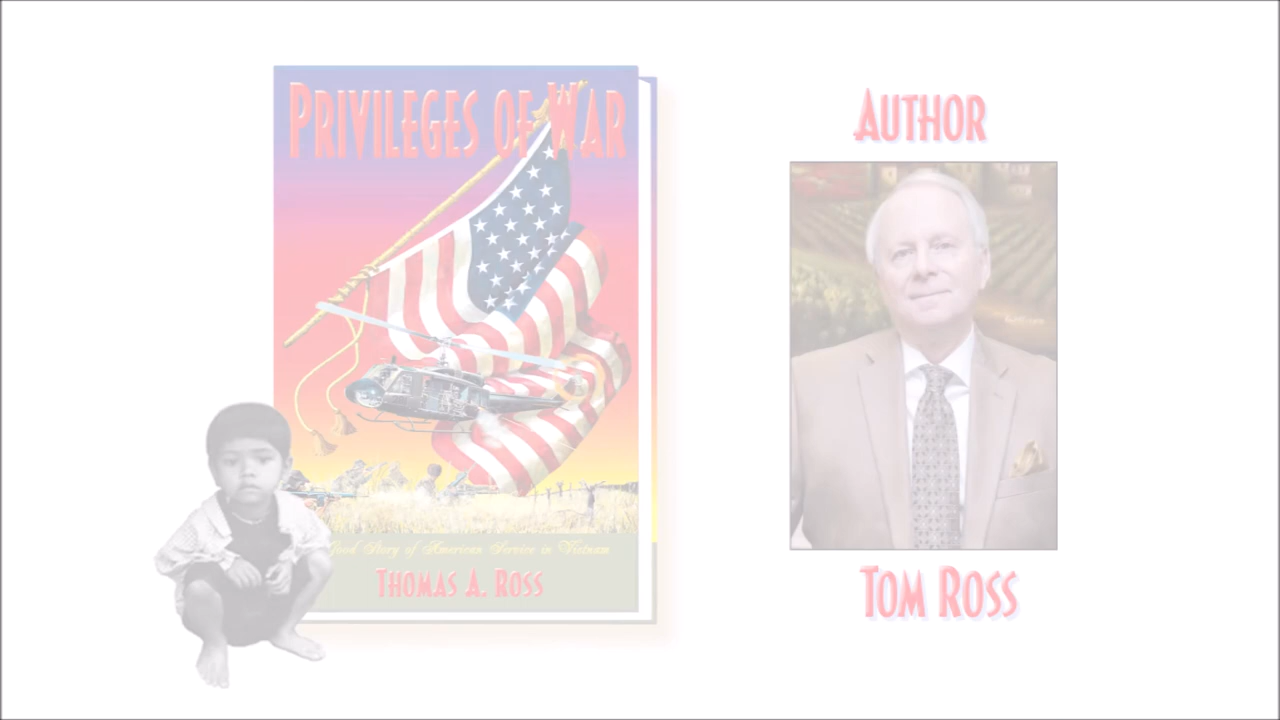 PRIVILEGES OF WAR
Good Story of American Service in Vietnam
THOMAS A. ROSS
AUTHOR
TOM ROSS